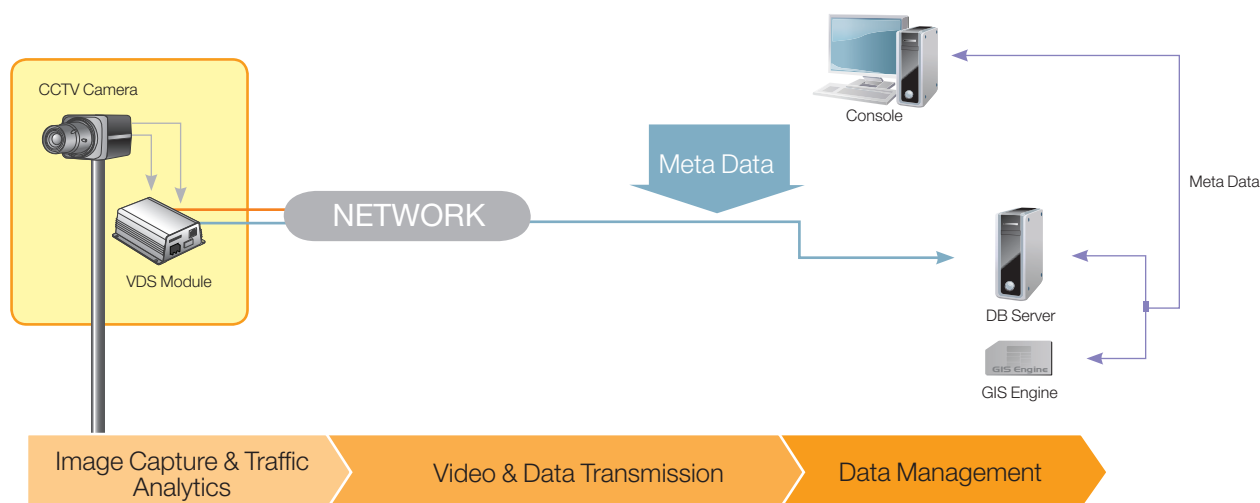 CCTV Camera
VDS Module
NETWORK
Meta Data
Console
Meta Data
DB Server
GIS Engine
GIS Engine
Image Capture & Traffic
Analytics
Video & Data Transmission
Data Management